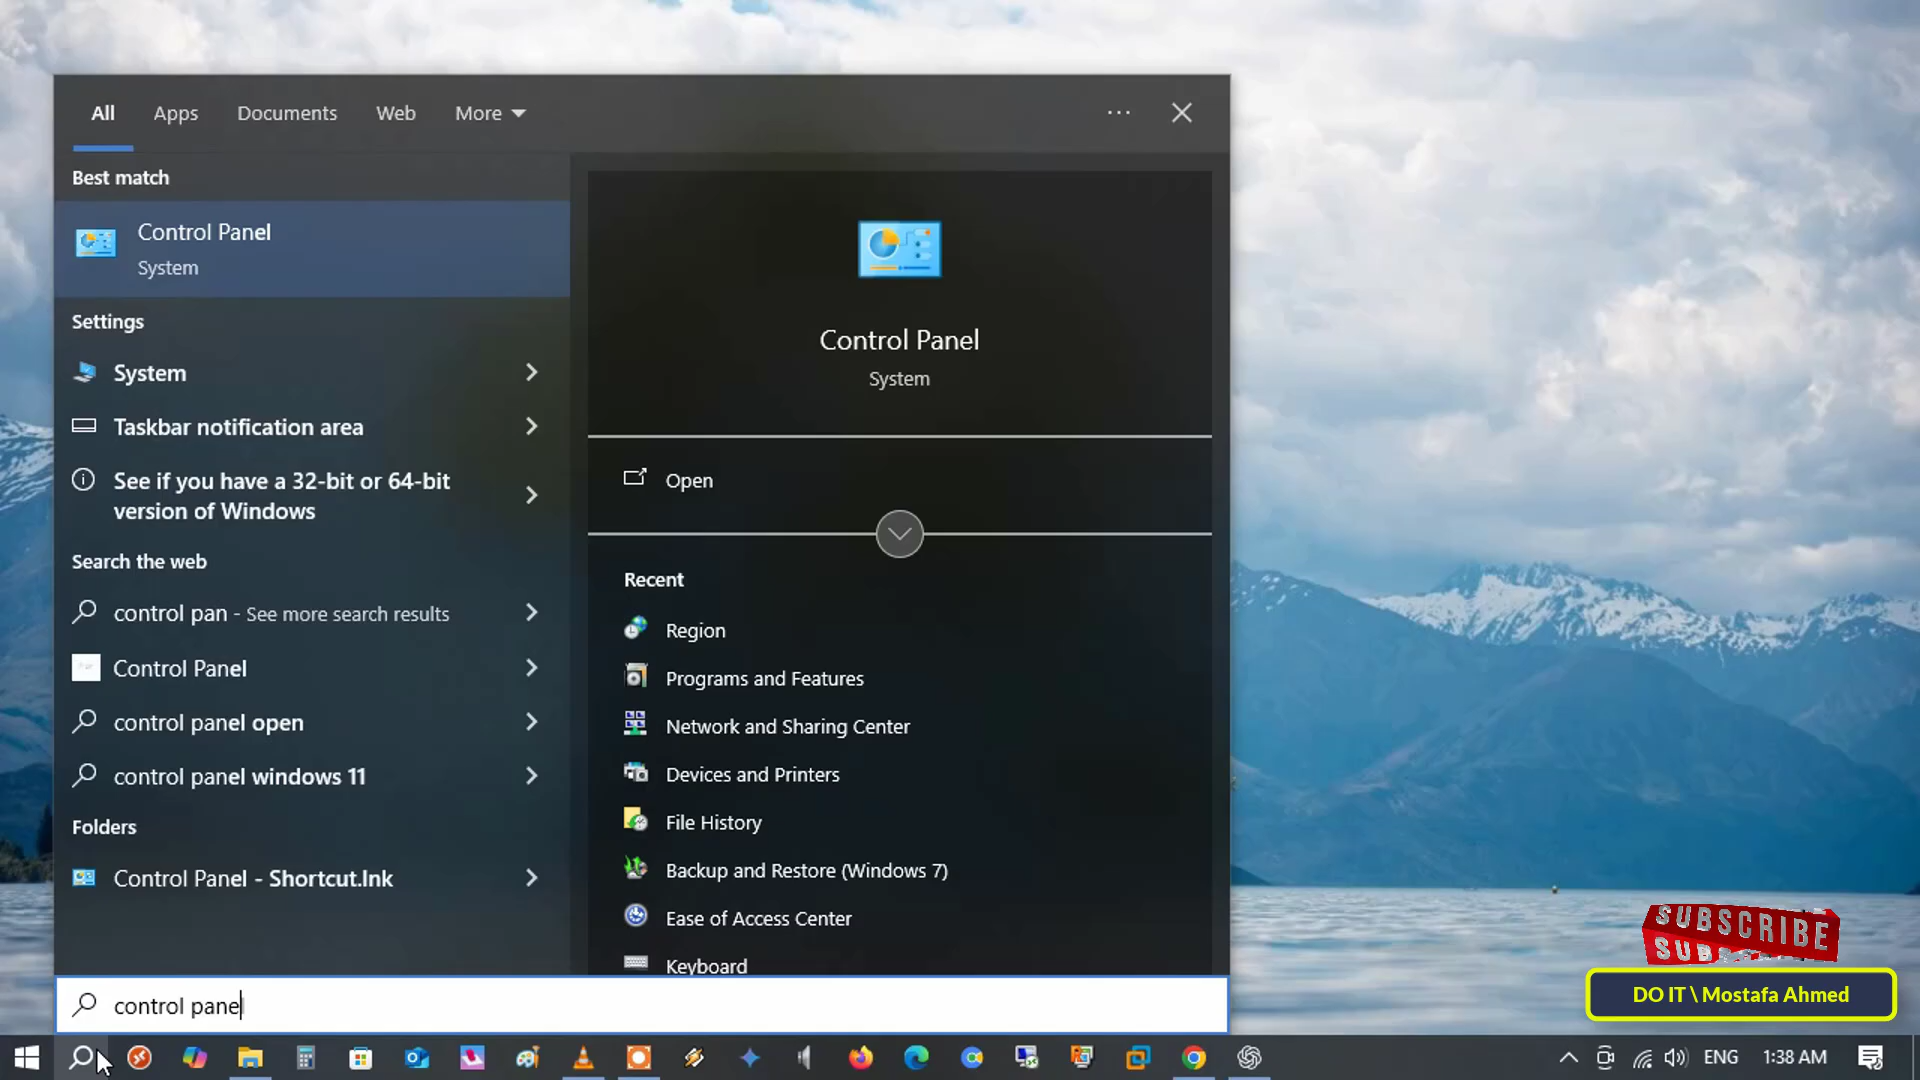 All
Apps
Documents
Web
More
Best match
Control Panel
System
Settings
System
Taskbar notification area
See if you have a 32-bit or 64-bit
version of Windows
Search the web
control pan - See more search results
Control Panel
control panel open
control panel windows 11
Folders
Control Panel - Shortcut.lnk
Control Panel
System
Open
Recent
Region
Programs and Features
Network and Sharing Center
Devices and Printers
File History
Backup and Restore (Windows 7)
Ease of Access Center
Keyboard
control pane
SUBSCRIBE
DO IT \ Mostafa Ahmed
ENG
1:38 AM